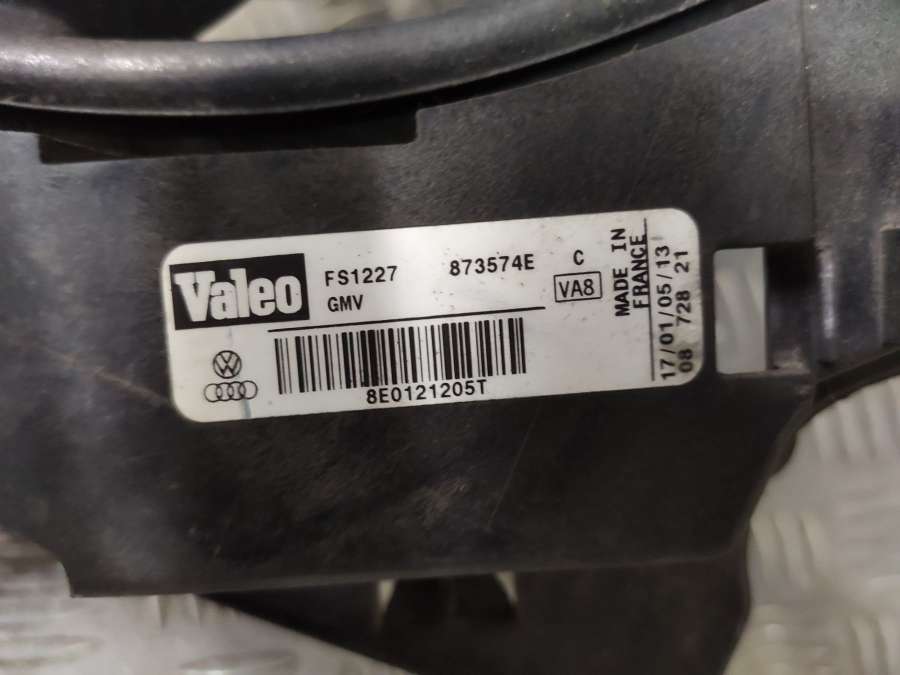 Valeo
FS1227 873574E C
GMV VA8
8E0121205T
MADE IN
FRANCE
17/01/05/13
08 728 21